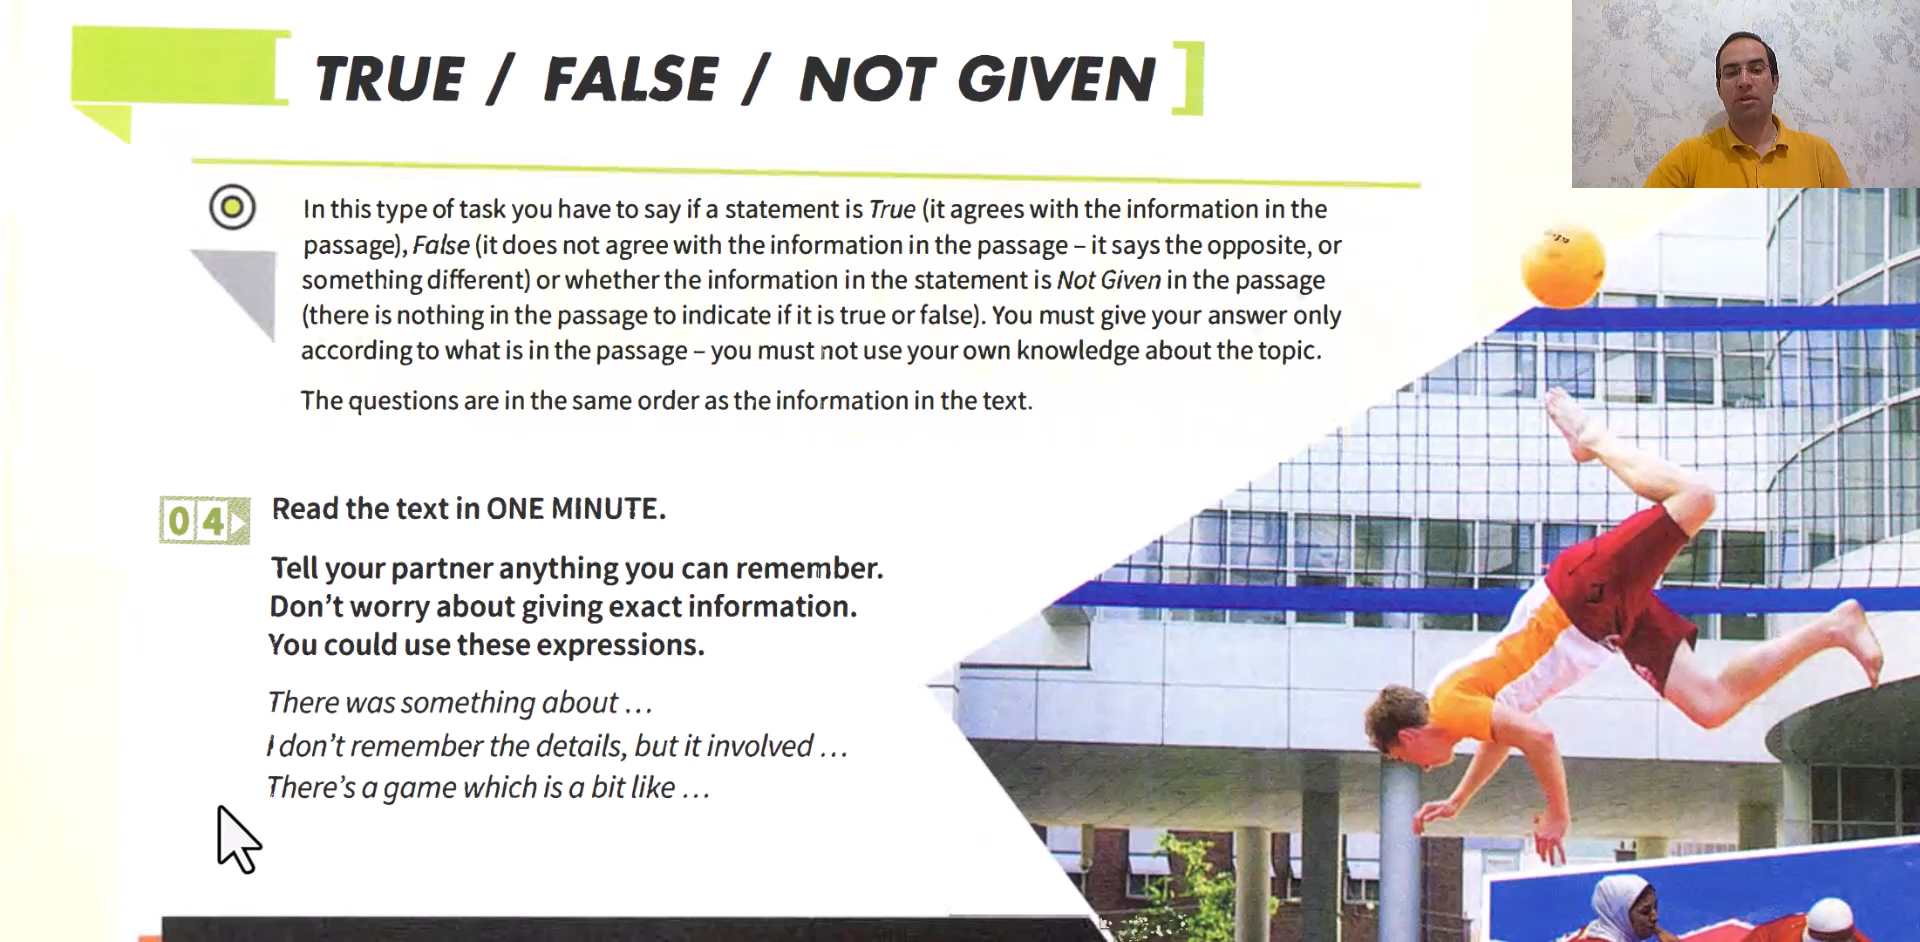 TRUE / FALSE / NOT GIVEN
In this type of task you have to say if a statement is True (it agrees with the information in the
passage), False (it does not agree with the information in the passage – it says the opposite, or
something different) or whether the information in the statement is Not Given in the passage
(there is nothing in the passage to indicate if it is true or false). You must give your answer only
according to what is in the passage – you must not use your own knowledge about the topic.
The questions are in the same order as the information in the text.
04
Read the text in ONE MINUTE.
Tell your partner anything you can remember.
Don't worry about giving exact information.
You could use these expressions.
There was something about ...
I don't remember the details, but it involved ...
There's a game which is a bit like ...